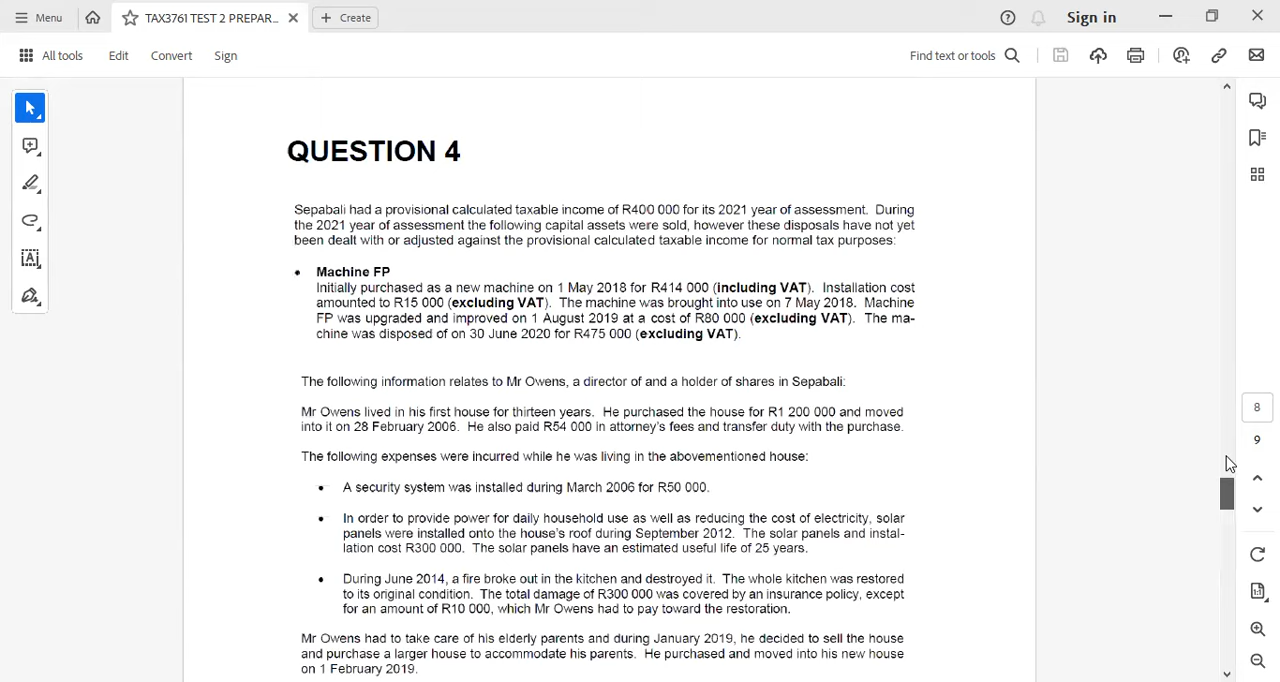 Menu
TAX3761 TEST 2 PREPAR...
Create
Sign in
All tools
Edit
Convert
Sign
Find text or tools
QUESTION 4
Sepabali had a provisional calculated taxable income of R400 000 for its 2021 year of assessment. During
the 2021 year of assessment the following capital assets were sold, however these disposals have not yet
been dealt with or adjusted against the provisional calculated taxable income for normal tax purposes:
• Machine FP
Initially purchased as a new machine on 1 May 2018 for R414 000 (including VAT). Installation cost
amounted to R15 000 (excluding VAT). The machine was brought into use on 7 May 2018. Machine
FP was upgraded and improved on 1 August 2019 at a cost of R80 000 (excluding VAT). The ma-
chine was disposed of on 30 June 2020 for R475 000 (excluding VAT).
The following information relates to Mr Owens, a director of and a holder of shares in Sepabali:
Mr Owens lived in his first house for thirteen years. He purchased the house for R1 200 000 and moved
into it on 28 February 2006. He also paid R54 000 in attorney's fees and transfer duty with the purchase.
The following expenses were incurred while he was living in the abovementioned house:
• A security system was installed during March 2006 for R50 000.
• In order to provide power for daily household use as well as reducing the cost of electricity, solar
panels were installed onto the house's roof during September 2012. The solar panels and instal-
lation cost R300 000. The solar panels have an estimated useful life of 25 years.
• During June 2014, a fire broke out in the kitchen and destroyed it. The whole kitchen was restored
to its original condition. The total damage of R300 000 was covered by an insurance policy, except
for an amount of R10 000, which Mr Owens had to pay toward the restoration.
Mr Owens had to take care of his elderly parents and during January 2019, he decided to sell the house
and purchase a larger house to accommodate his parents. He purchased and moved into his new house
on 1 February 2019.
8
9